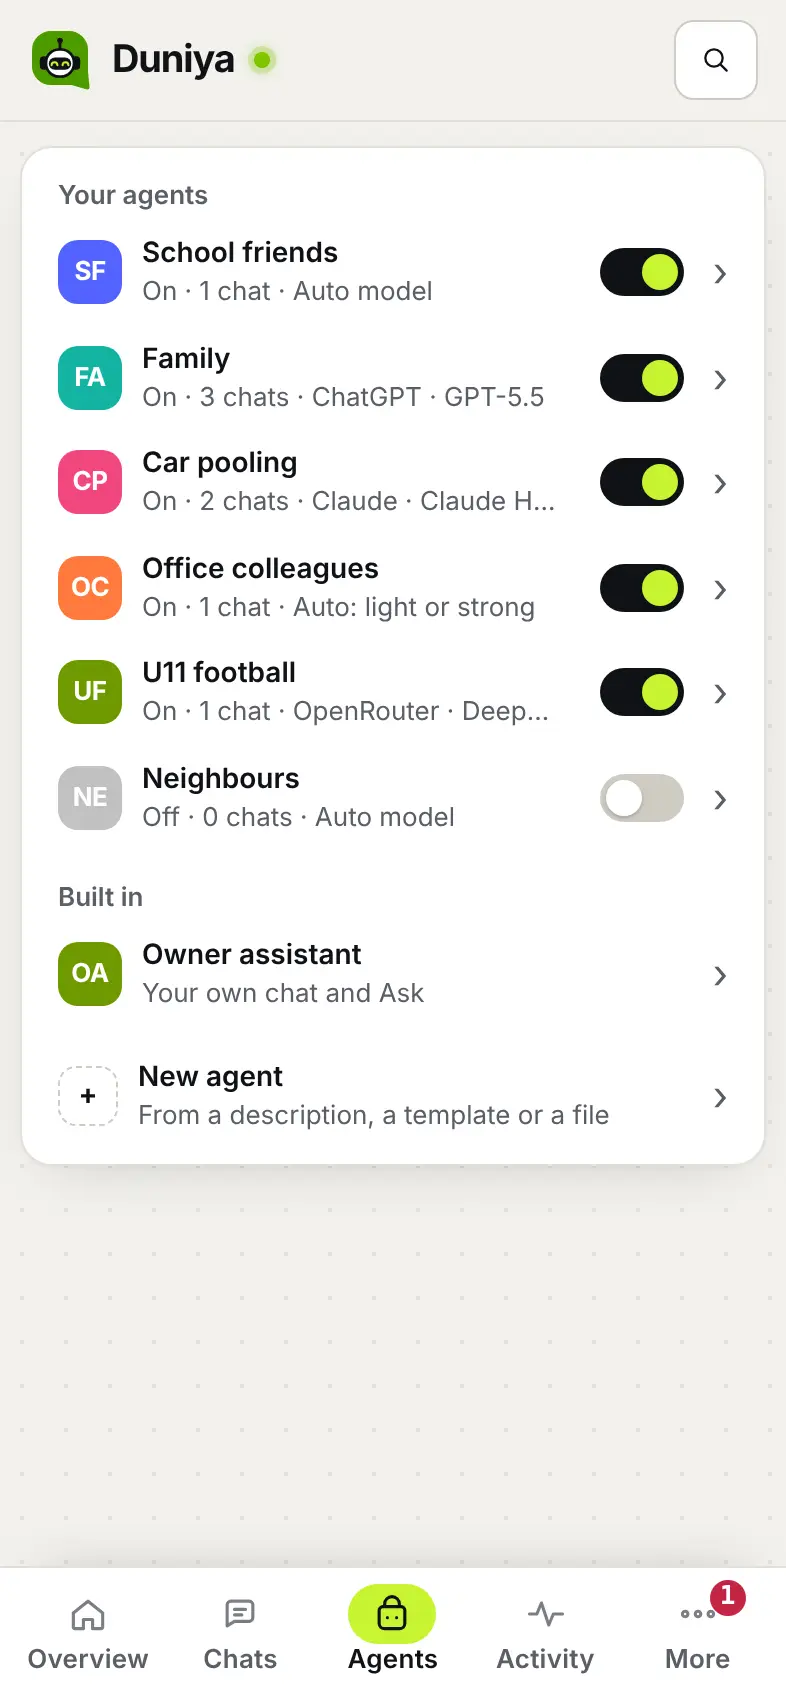 Duniya
Your agents
SF
School friends
On · 1 chat · Auto model
FA
Family
On · 3 chats · ChatGPT · GPT-5.5
CP
Car pooling
On · 2 chats · Claude · Claude H...
OC
Office colleagues
On · 1 chat · Auto: light or strong
UF
U11 football
On · 1 chat · OpenRouter · Deep...
NE
Neighbours
Off · 0 chats · Auto model
Built in
OA
Owner assistant
Your own chat and Ask
+
New agent
From a description, a template or a file
1
Overview
Chats
Agents
Activity
More